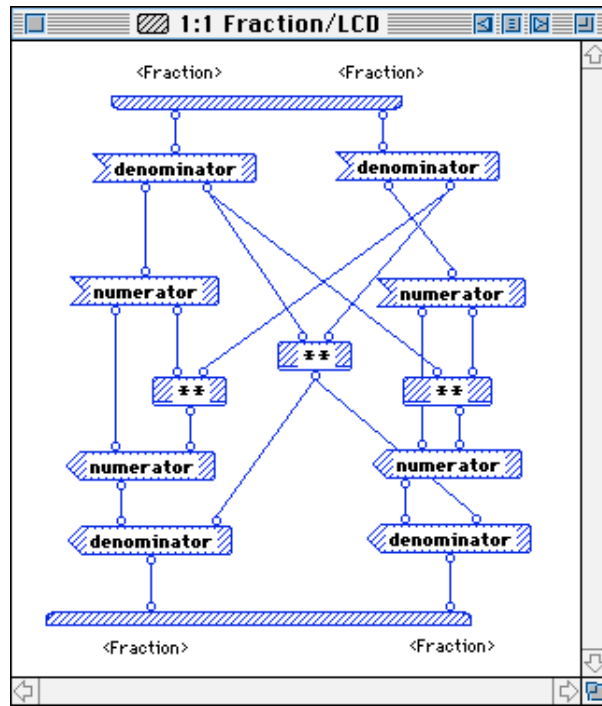 1:1 Fraction/LCD
<Fraction> <Fraction>
denominator denominator
numerator numerator
**
** **
numerator numerator
denominator denominator
<Fraction> <Fraction>